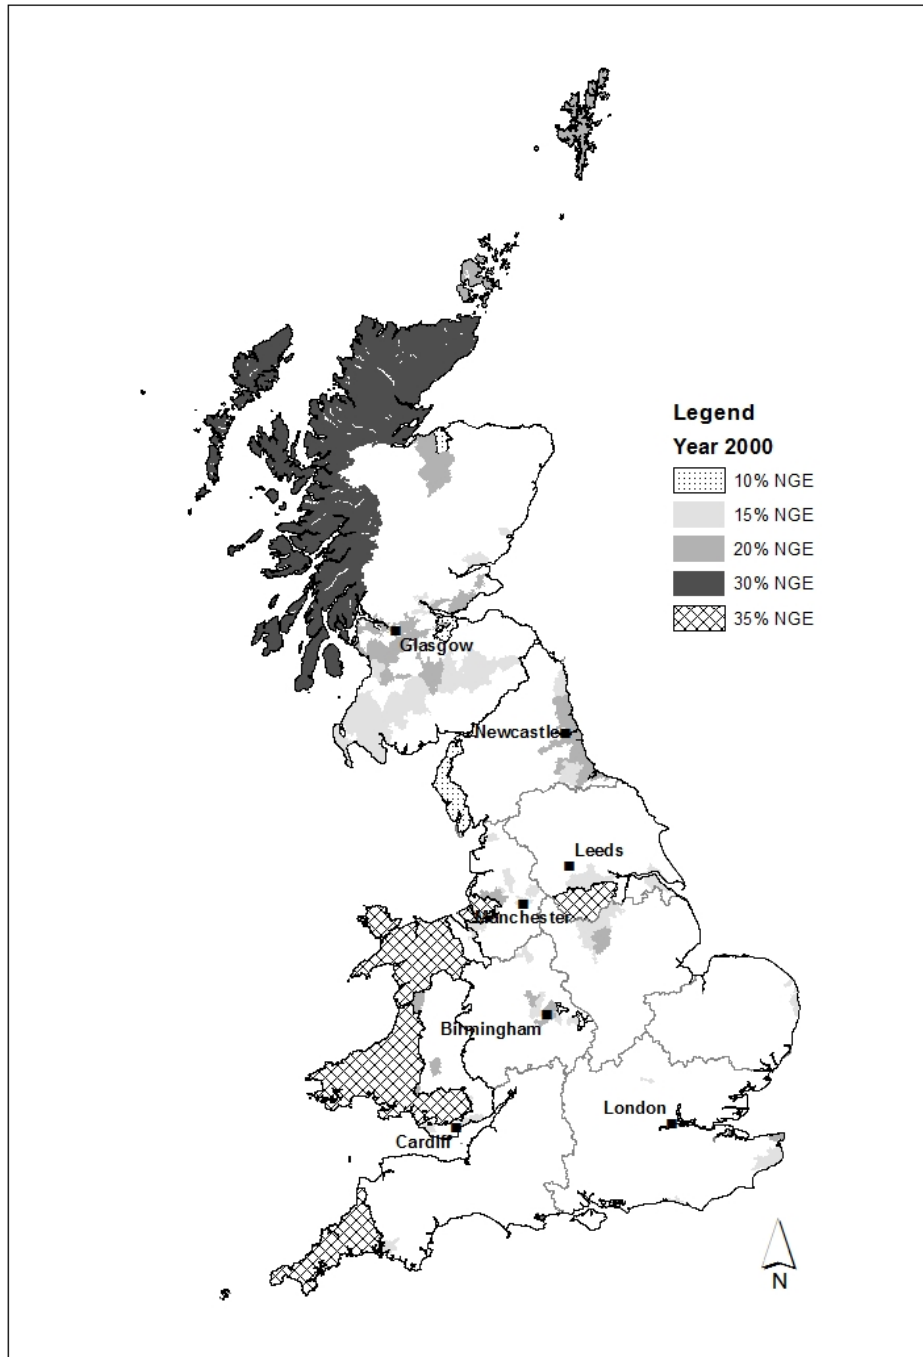 Legend
Year 2000
10% NGE
15% NGE
20% NGE
30% NGE
35% NGE
Glasgow
Newcastle
Leeds
Manchester
Birmingham
London
Cardiff
N